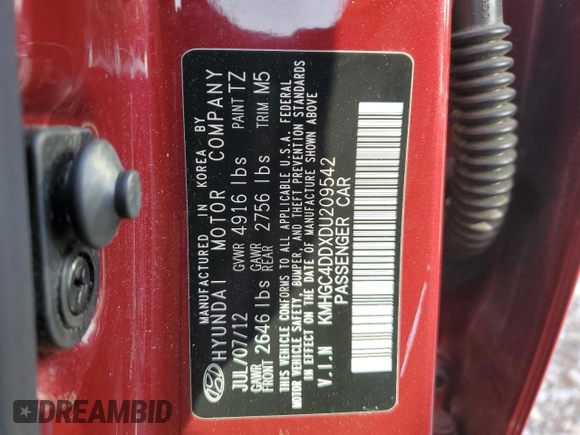 MANUFACTURED IN KOREA BY
HYUNDAI MOTOR COMPANY
JUL/07/12 GVWR 4916 lbs PAINT TZ
GAWR FRONT 2646 lbs GAWR REAR 2756 lbs TRIM M5
THIS VEHICLE CONFORMS TO ALL APPLICABLE U.S.A. FEDERAL
MOTOR VEHICLE SAFETY, BUMPER, AND THEFT PREVENTION STANDARDS
IN EFFECT ON THE DATE OF MANUFACTURE SHOWN ABOVE
V.I.N KMHGC4DDXDU209542
PASSENGER CAR
DREAMBID